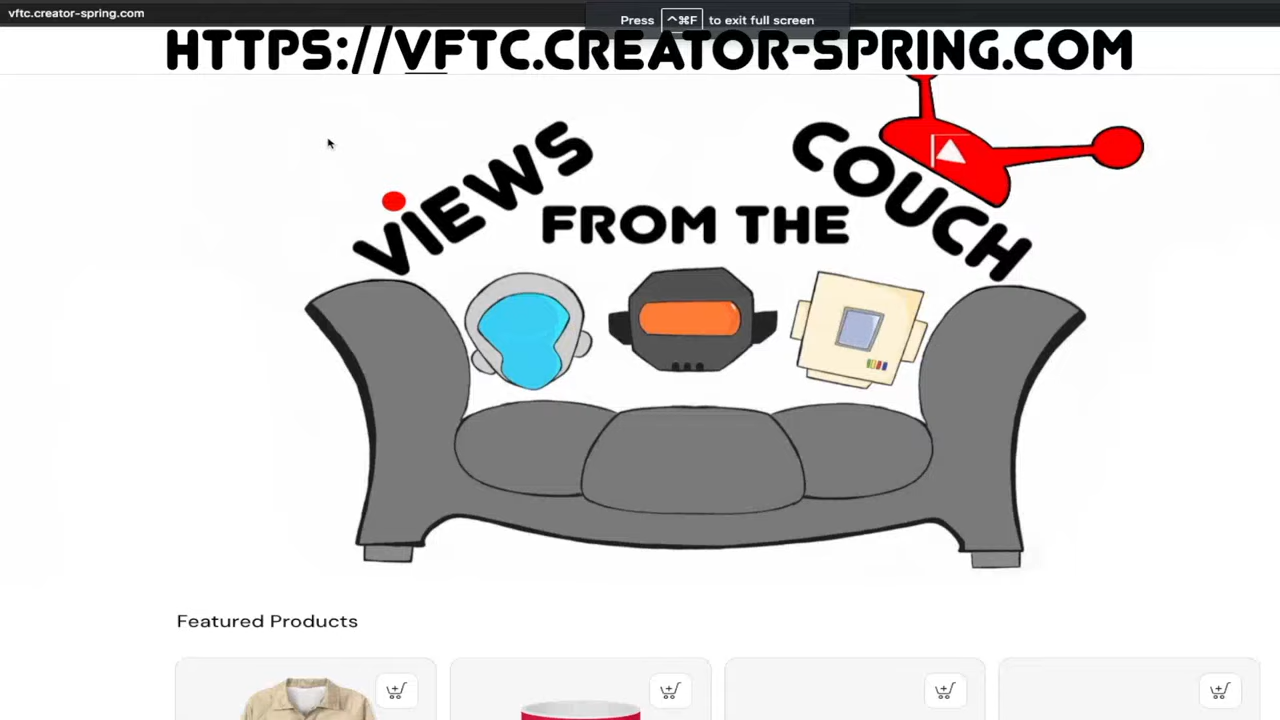 vftc.creator-spring.com
Press ^⌘F to exit full screen
HTTPS://VFTC.CREATOR-SPRING.COM
VIEWS
FROM THE
COUCH
Featured Products